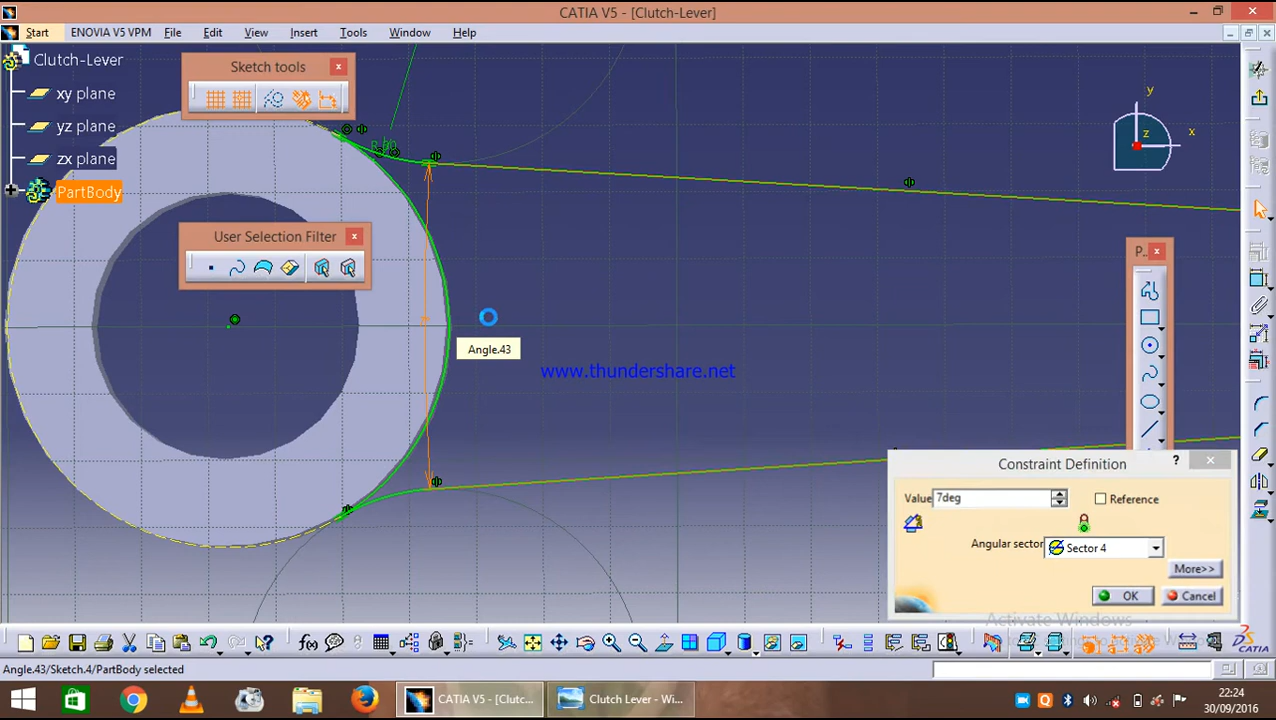 CATIA V5 - [Clutch-Lever]
Start ENOVIA V5 VPM File Edit View Insert Tools Window Help
Clutch-Lever
xy plane
yz plane
zx plane
PartBody
Sketch tools
User Selection Filter
y
x
z
P...
Angle.43
www.thundershare.net
Constraint Definition ?
Value 7deg Reference
Angular sector Sector 4
More>>
OK Cancel
Activate Windows
CATIA
Angle.43/Sketch.4/PartBody selected
CATIA V5 - [Clutc... Clutch Lever - Wi...
22:24
30/09/2016